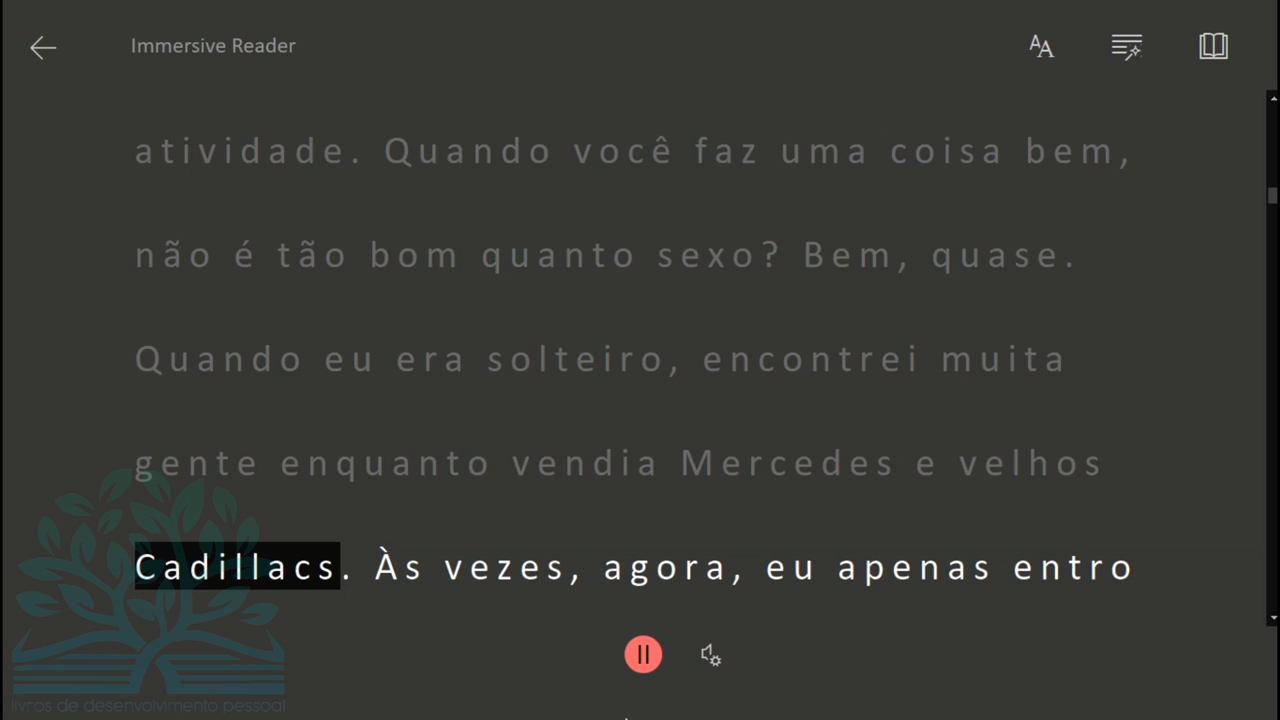 Immersive Reader
atividade. Quando você faz uma coisa bem,
não é tão bom quanto sexo? Bem, quase.
Quando eu era solteiro, encontrei muita
gente enquanto vendia Mercedes e velhos
Cadillacs. Às vezes, agora, eu apenas entro
livros de desenvolvimento pessoal